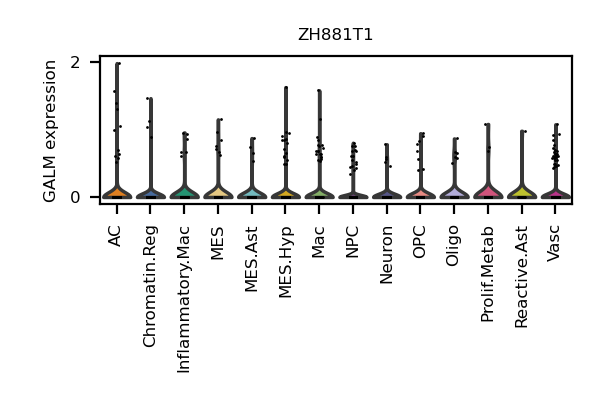 ZH881T1
GALM expression
2
0
AC
Chromatin.Reg
Inflammatory.Mac
MES
MES.Ast
MES.Hyp
Mac
NPC
Neuron
OPC
Oligo
Prolif.Metab
Reactive.Ast
Vasc